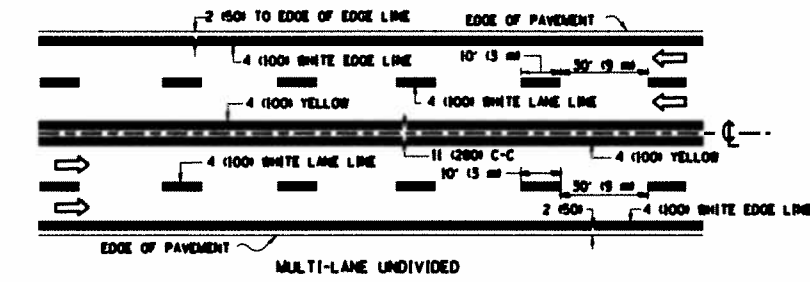 2 (50) TO EDGE OF EDGE LINE
EDGE OF PAVEMENT
4 (100) WHITE EDGE LINE
10' (3 m)
30' (9 m)
4 (100) YELLOW
4 (100) WHITE LANE LINE
℄
4 (100) WHITE LANE LINE
11 (280) C-C
4 (100) YELLOW
10' (3 m)
30' (9 m)
2 (50)
4 (100) WHITE EDGE LINE
EDGE OF PAVEMENT
MULTI-LANE UNDIVIDED